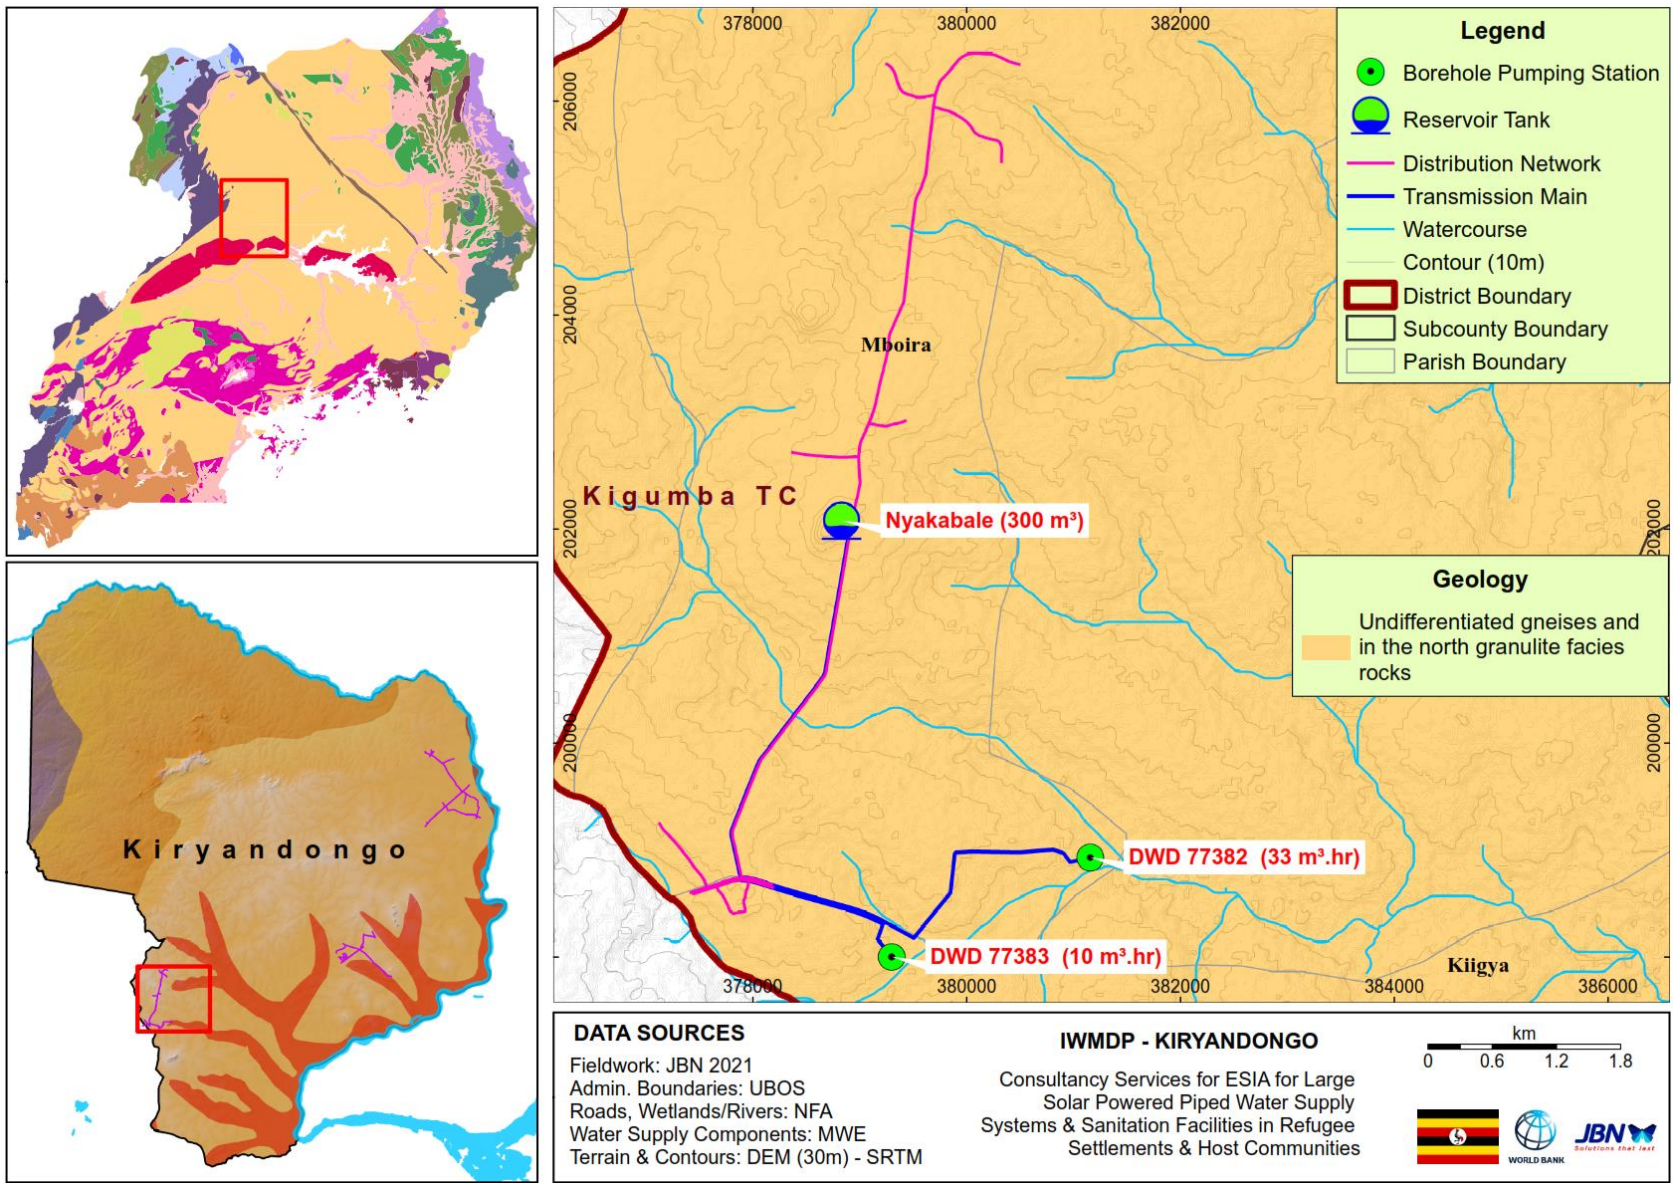 378000
380000
382000
206000
204000
202000
200000
202000
200000
378000
380000
382000
384000
386000
Legend
Borehole Pumping Station
Reservoir Tank
Distribution Network
Transmission Main
Watercourse
Contour (10m)
District Boundary
Subcounty Boundary
Parish Boundary
Mboira
Kigumba TC
Nyakabale (300 m³)
Geology
Undifferentiated gneises and
in the north granulite facies
rocks
DWD 77382 (33 m³.hr)
DWD 77383 (10 m³.hr)
Kiigya
Kiryandongo
DATA SOURCES
Fieldwork: JBN 2021
Admin. Boundaries: UBOS
Roads, Wetlands/Rivers: NFA
Water Supply Components: MWE
Terrain & Contours: DEM (30m) - SRTM
IWMDP - KIRYANDONGO
Consultancy Services for ESIA for Large
Solar Powered Piped Water Supply
Systems & Sanitation Facilities in Refugee
Settlements & Host Communities
km
0 0.6 1.2 1.8
WORLD BANK
JBN
Solutions that last